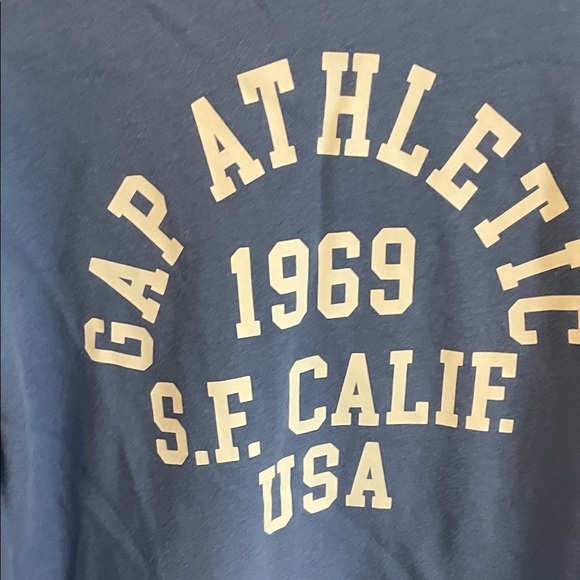 GAP ATHLETIC
1969
S.F. CALIF.
USA